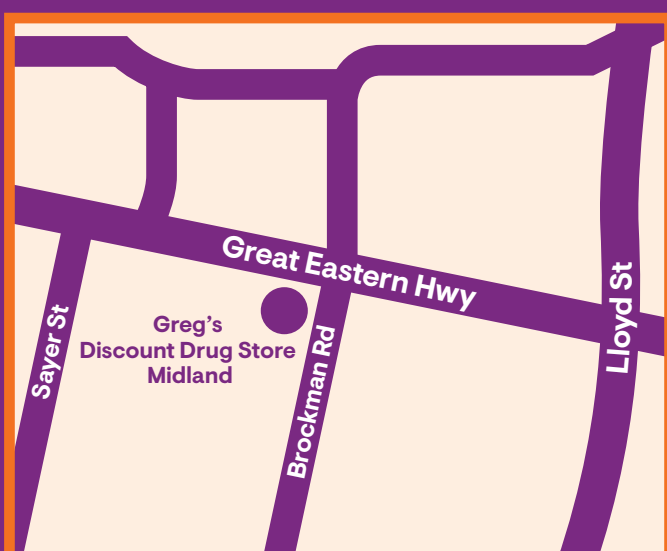 Great Eastern Hwy
Lloyd St
Sayer St
Greg’s
Discount Drug Store
Midland
Brockman Rd